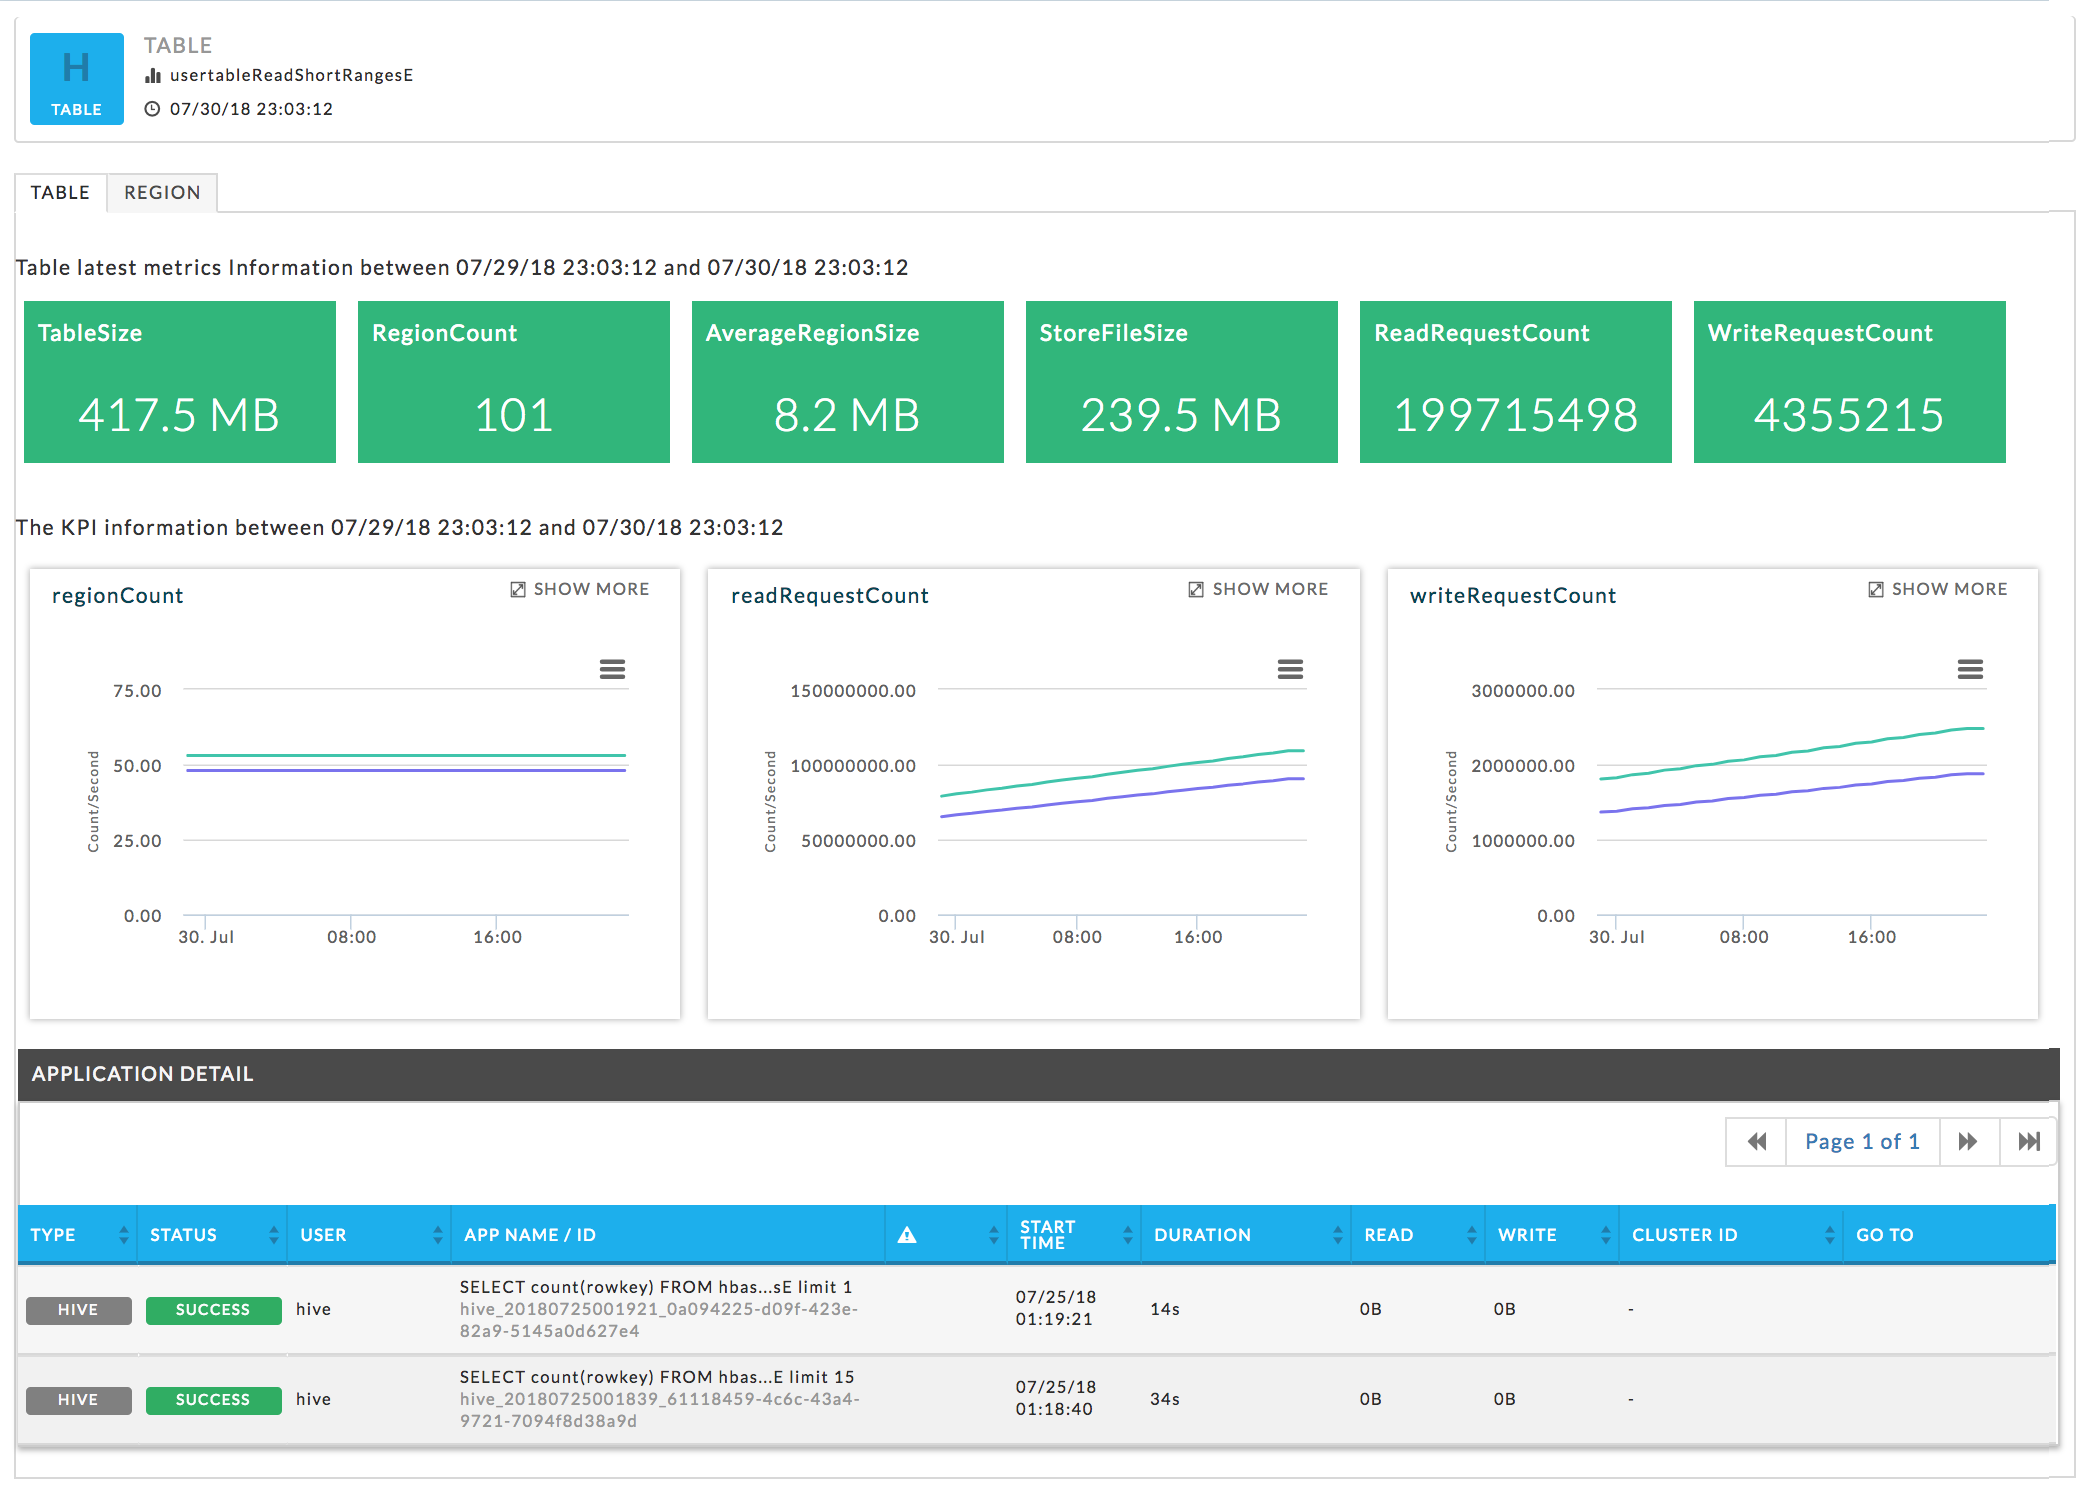 H
TABLE
TABLE
usertableReadShortRangesE
07/30/18 23:03:12
TABLE
REGION
Table latest metrics Information between 07/29/18 23:03:12 and 07/30/18 23:03:12
TableSize
417.5 MB
RegionCount
101
AverageRegionSize
8.2 MB
StoreFileSize
239.5 MB
ReadRequestCount
199715498
WriteRequestCount
4355215
The KPI information between 07/29/18 23:03:12 and 07/30/18 23:03:12
regionCount
SHOW MORE
Count/Second
75.00
50.00
25.00
0.00
30. Jul
08:00
16:00
readRequestCount
SHOW MORE
Count/Second
150000000.00
100000000.00
50000000.00
0.00
30. Jul
08:00
16:00
writeRequestCount
SHOW MORE
Count/Second
3000000.00
2000000.00
1000000.00
0.00
30. Jul
08:00
16:00
APPLICATION DETAIL
Page 1 of 1
TYPE
STATUS
USER
APP NAME / ID
START
TIME
DURATION
READ
WRITE
CLUSTER ID
GO TO
HIVE
SUCCESS
hive
SELECT count(rowkey) FROM hbas...sE limit 1
hive_20180725001921_0a094225-d09f-423e-
82a9-5145a0d627e4
07/25/18
01:19:21
14s
0B
0B
-
HIVE
SUCCESS
hive
SELECT count(rowkey) FROM hbas...E limit 15
hive_20180725001839_61118459-4c6c-43a4-
9721-7094f8d38a9d
07/25/18
01:18:40
34s
0B
0B
-